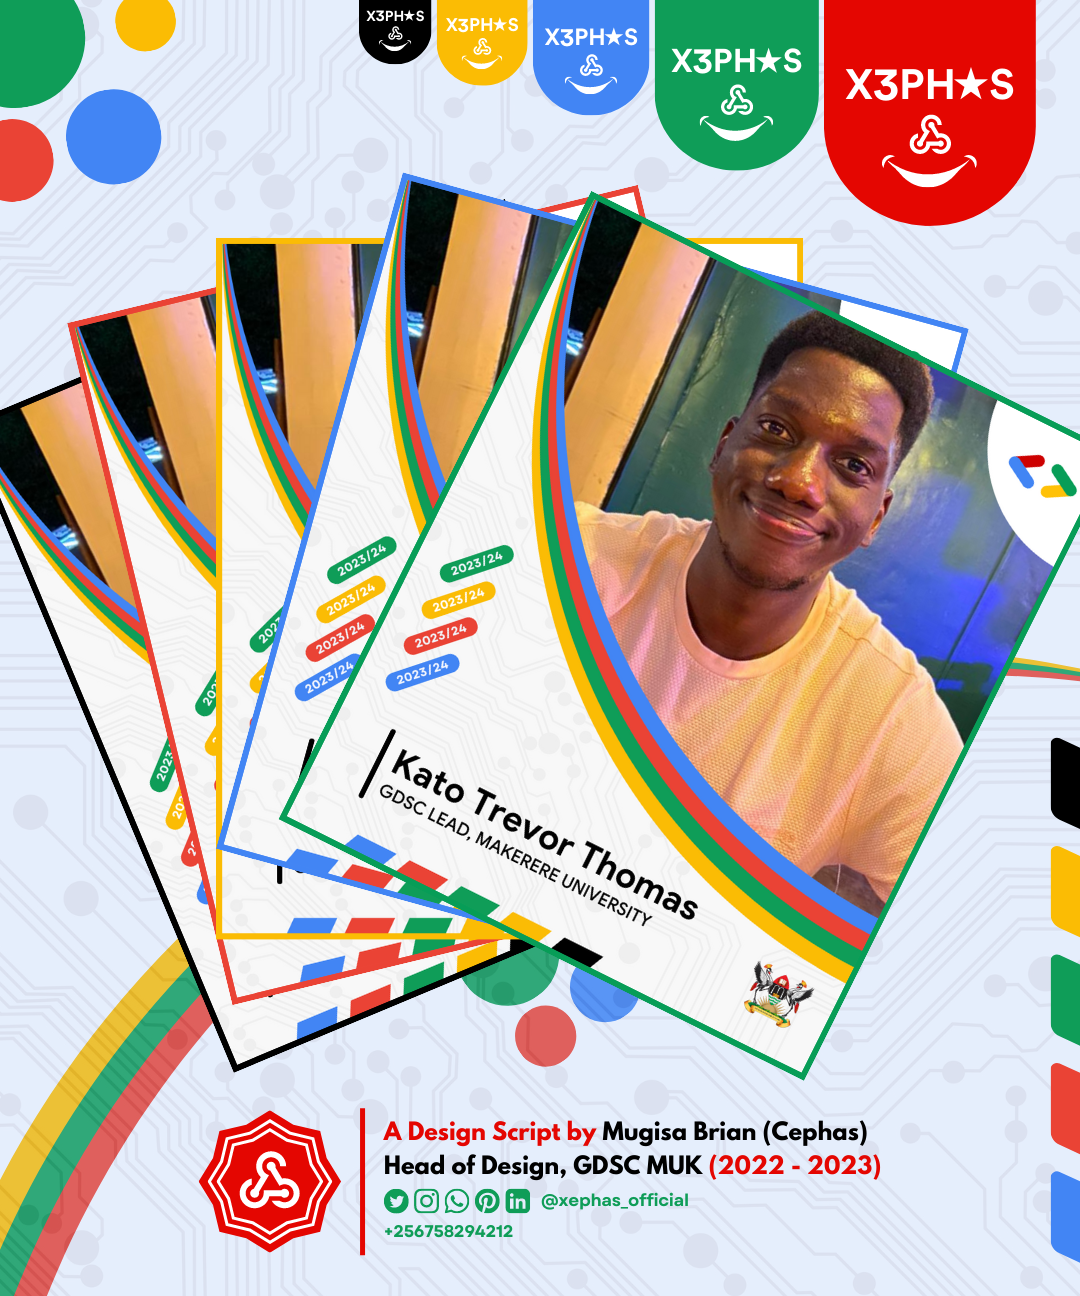 X3PH★S
X3PH★S
X3PH★S
X3PH★S
X3PH★S
2023/24
2023/24
2023/24
2023/24
2023/24
2023/24
2023/24
2023/24
Kato Trevor Thomas
GDSC LEAD, MAKERERE UNIVERSITY
A Design Script by Mugisa Brian (Cephas)
Head of Design, GDSC MUK (2022 - 2023)
@xephas_official
+256758294212